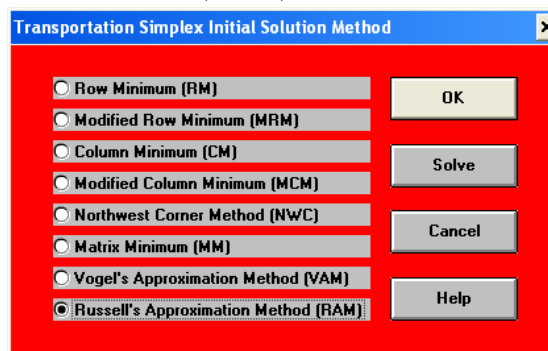 Transportation Simplex Initial Solution Method
Row Minimum (RM)
Modified Row Minimum (MRM)
Column Minimum (CM)
Modified Column Minimum (MCM)
Northwest Corner Method (NWC)
Matrix Minimum (MM)
Vogel's Approximation Method (VAM)
Russell's Approximation Method (RAM)
OK
Solve
Cancel
Help